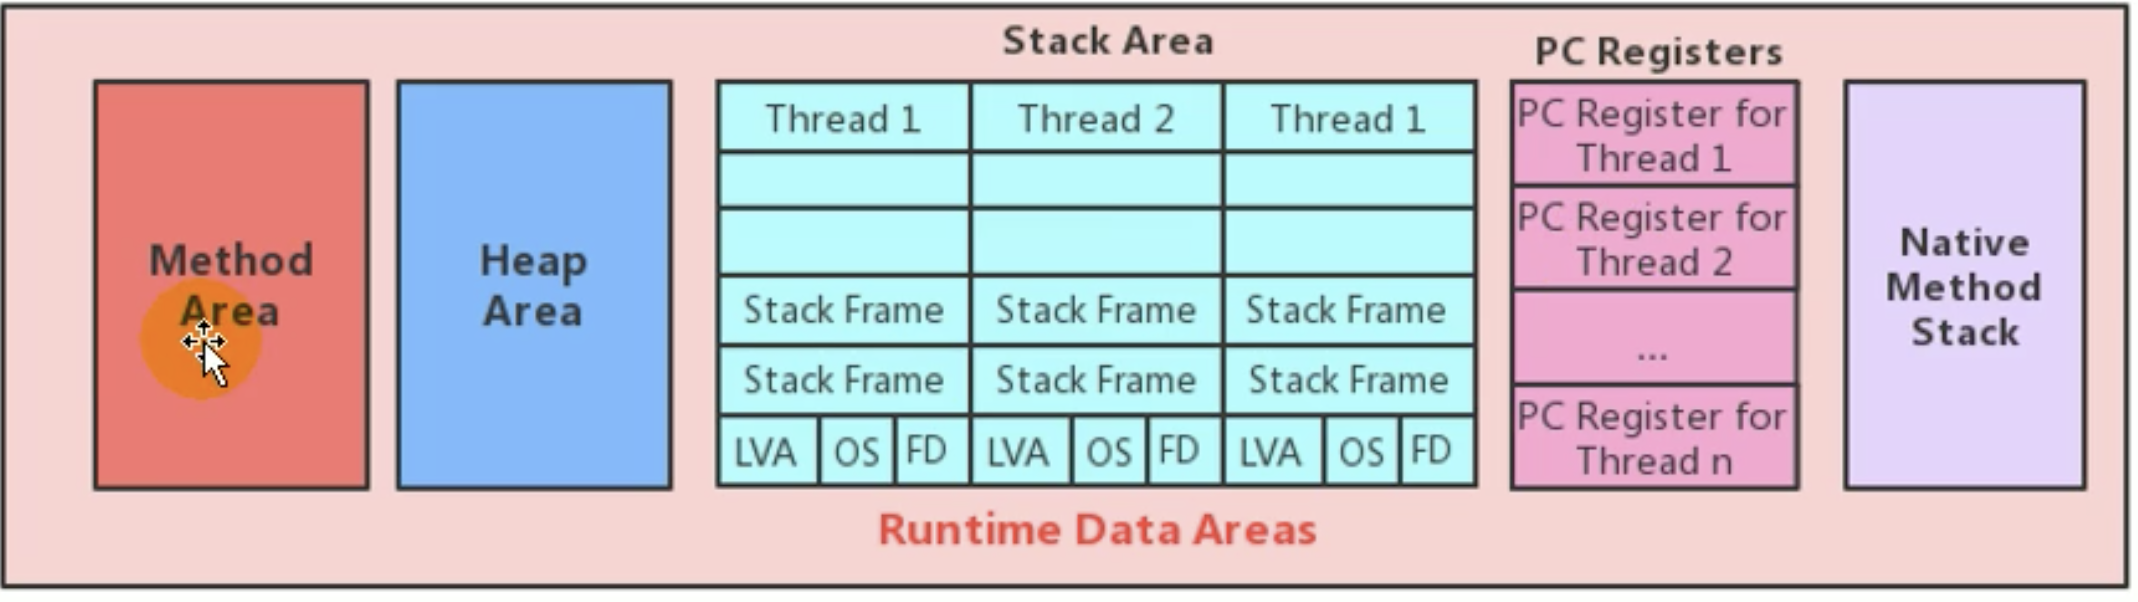 Stack Area
PC Registers
Method
Area
Heap
Area
Thread 1
Thread 2
Thread 1
Stack Frame
Stack Frame
Stack Frame
Stack Frame
Stack Frame
Stack Frame
LVA
OS
FD
LVA
OS
FD
LVA
OS
FD
PC Register for
Thread 1
PC Register for
Thread 2
...
PC Register for
Thread n
Native
Method
Stack
Runtime Data Areas